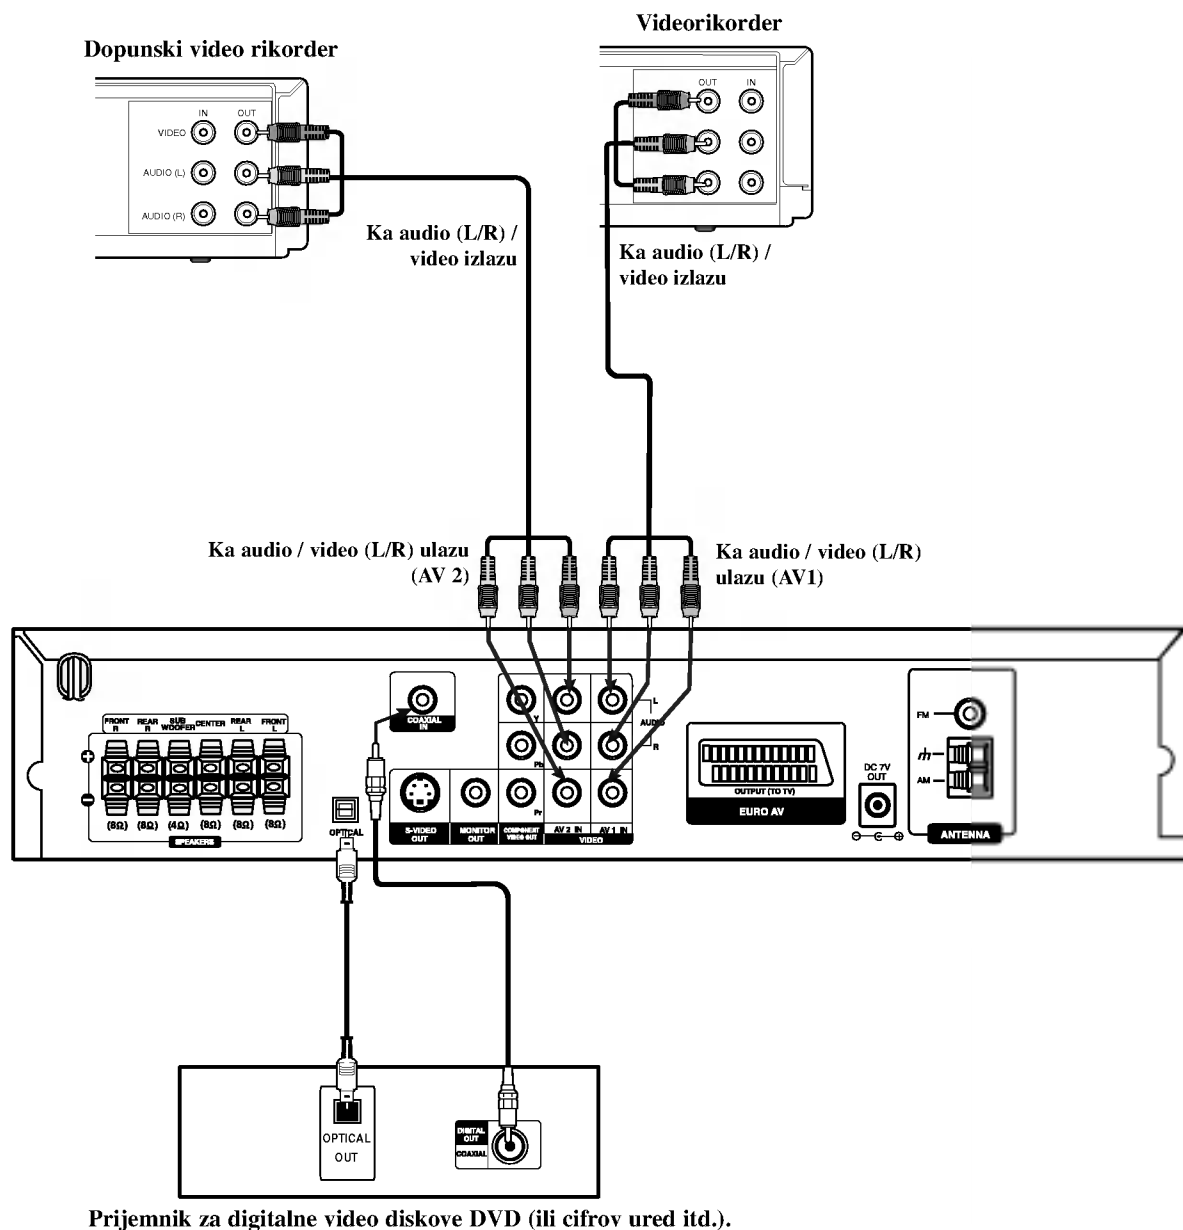 Videorikorder
Dopunski video rikorder
OUT IN
IN OUT
VIDEO
AUDIO (L)
AUDIO (R)
Ka audio (L/R) /
video izlazu
Ka audio (L/R) /
video izlazu
Ka audio / video (L/R) ulazu
(AV 2)
Ka audio / video (L/R)
ulazu (AV1)
FRONT R
REAR R
SUB WOOFER
CENTER
REAR L
FRONT L
(8Ω) (8Ω) (4Ω) (8Ω) (8Ω) (8Ω)
SPEAKERS
OPTICAL
COAXIAL
IN
Y
Pb
Pr
L
AUDIO
R
S-VIDEO
OUT
MONITOR
OUT
COMPONENT
VIDEO OUT
AV 2 IN
AV 1 IN
VIDEO
OUTPUT (TO TV)
EURO AV
DC 7V
OUT
FM
AM
ANTENNA
OPTICAL
OUT
DIGITAL
OUT
COAXIAL
Prijemnik za digitalne video diskove DVD (ili cifrov ured itd.).